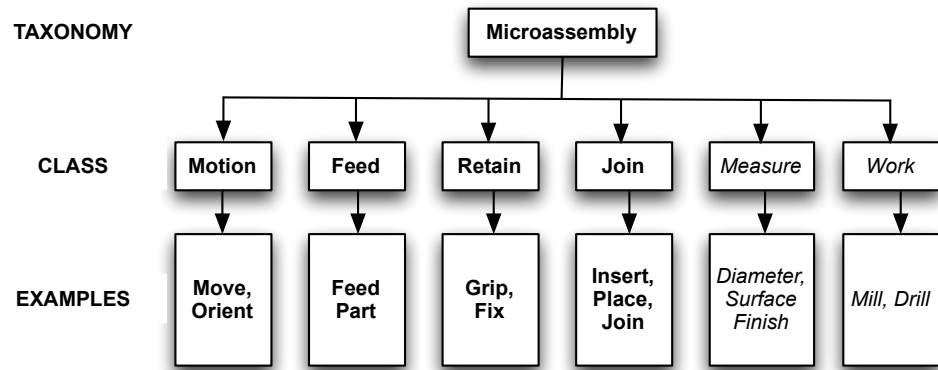 TAXONOMY
Microassembly
CLASS
Motion
Feed
Retain
Join
Measure
Work
EXAMPLES
Move,
Orient
Feed
Part
Grip,
Fix
Insert,
Place,
Join
Diameter,
Surface
Finish
Mill, Drill